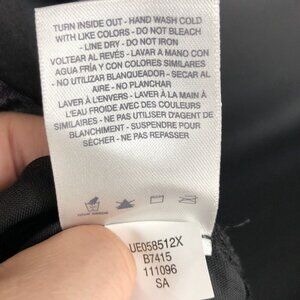 TURN INSIDE OUT - HAND WASH COLD
WITH LIKE COLORS - DO NOT BLEACH
- LINE DRY - DO NOT IRON
VOLTEAR AL REVÉS - LAVAR A MANO CON
AGUA FRÍA Y CON COLORES SIMILARES
- NO UTILIZAR BLANQUEADOR - SECAR AL
AIRE - NO PLANCHAR
LAVER À L'ENVERS - LAVER À LA MAIN À
L'EAU FROIDE AVEC DES COULEURS
SIMILAIRES - NE PAS UTILISER D'AGENT DE
BLANCHIMENT - SUSPENDRE POUR
SÉCHER - NE PAS REPASSER
UE058512X
B7415
111096
SA